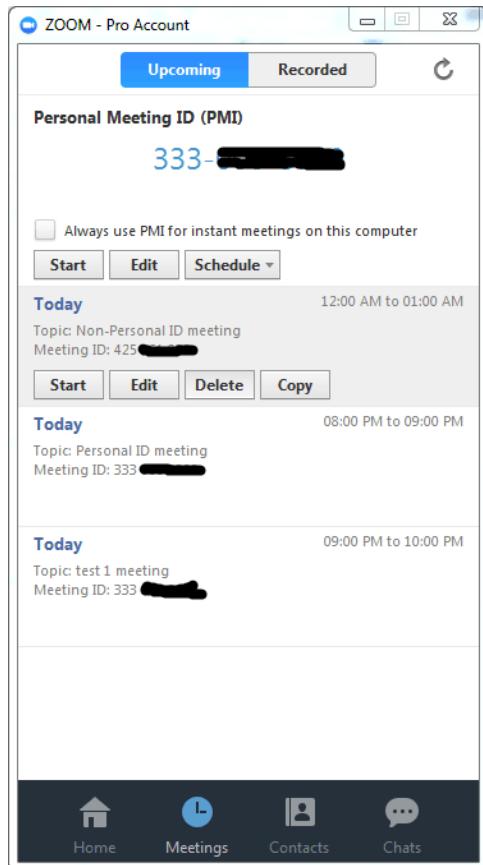 ZOOM - Pro Account
Upcoming Recorded
Personal Meeting ID (PMI)
333-
Always use PMI for instant meetings on this computer
Start Edit Schedule
Today 12:00 AM to 01:00 AM
Topic: Non-Personal ID meeting
Meeting ID: 425
Start Edit Delete Copy
Today 08:00 PM to 09:00 PM
Topic: Personal ID meeting
Meeting ID: 333
Today 09:00 PM to 10:00 PM
Topic: test 1 meeting
Meeting ID: 333
Home Meetings Contacts Chats